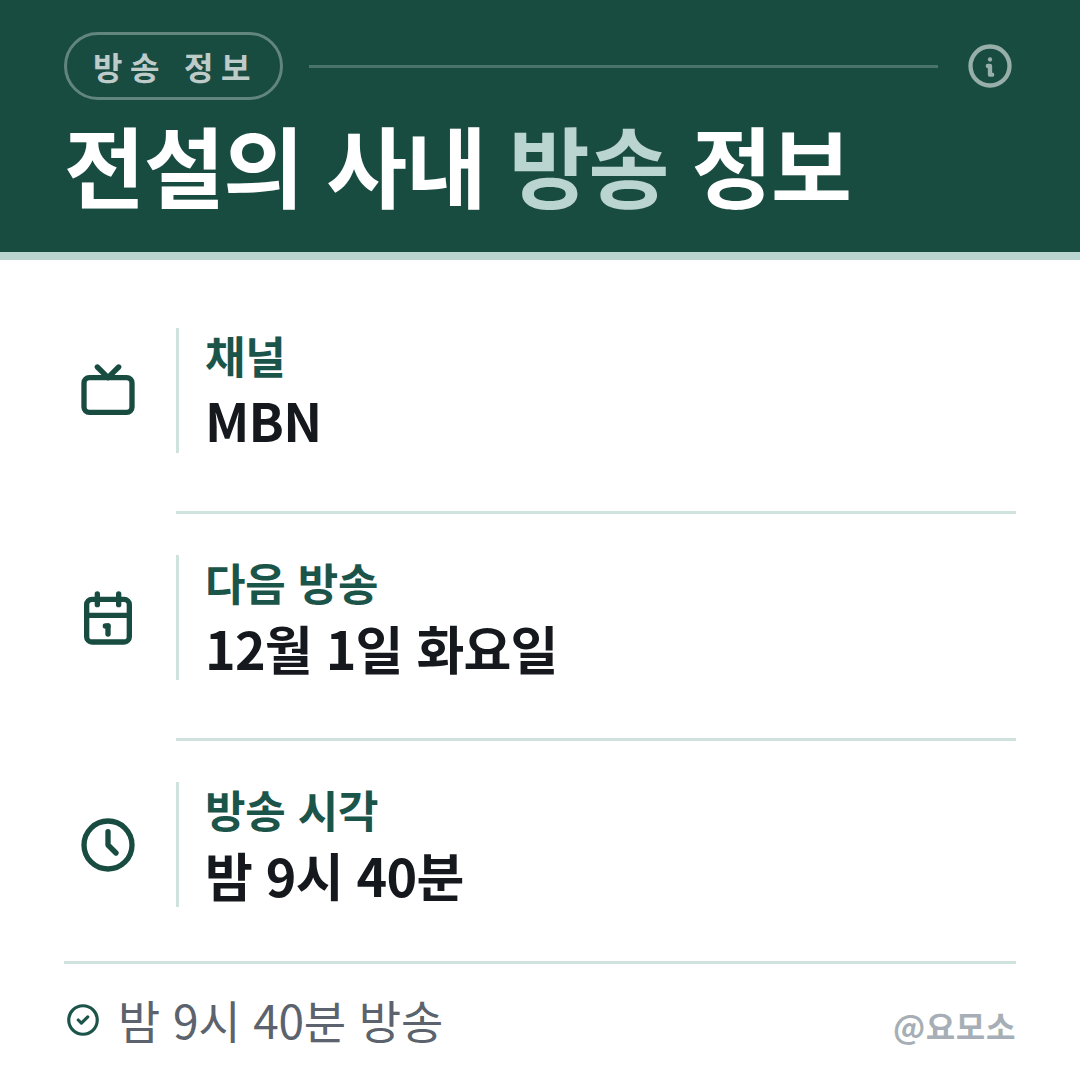 방송 정보
전설의 사내 방송 정보
채널
MBN
다음 방송
12월 1일 화요일
방송 시각
밤 9시 40분
밤 9시 40분 방송
@요모소